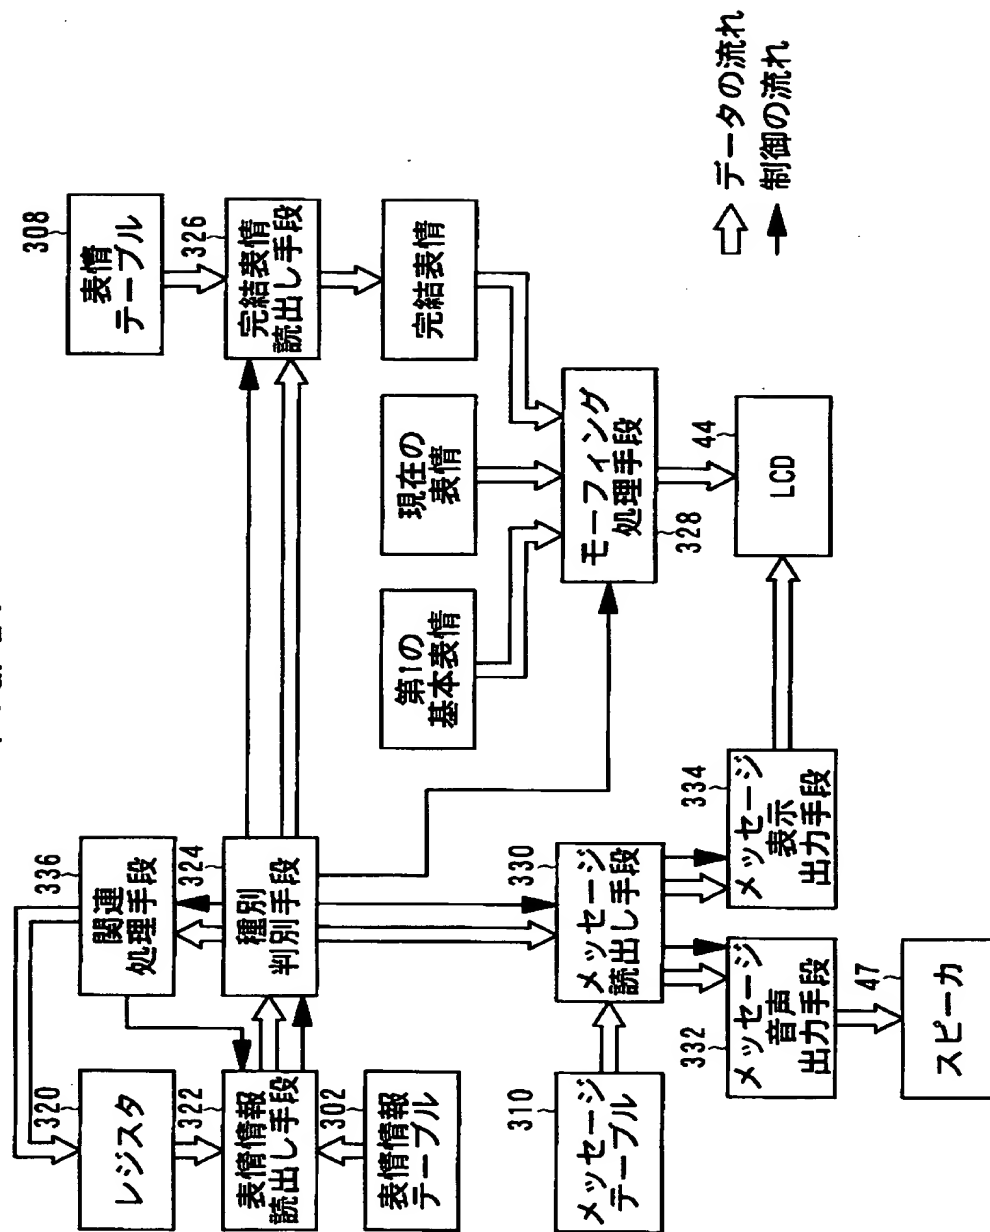 308
表情
テーブル
326
完結表情
読出し手段
完結表情
現在の
表情
第1の
基本表情
モーフィング
処理手段
328
44
LCD
データの流れ
制御の流れ
336
関連
処理手段
324
種別
判別手段
320
レジスタ
322
表情情報
読出し手段
302
表情情報
テーブル
330
メッセージ
読出し手段
310
メッセージ
テーブル
334
メッセージ
表示
出力手段
332
メッセージ
音声
出力手段
47
スピーカ